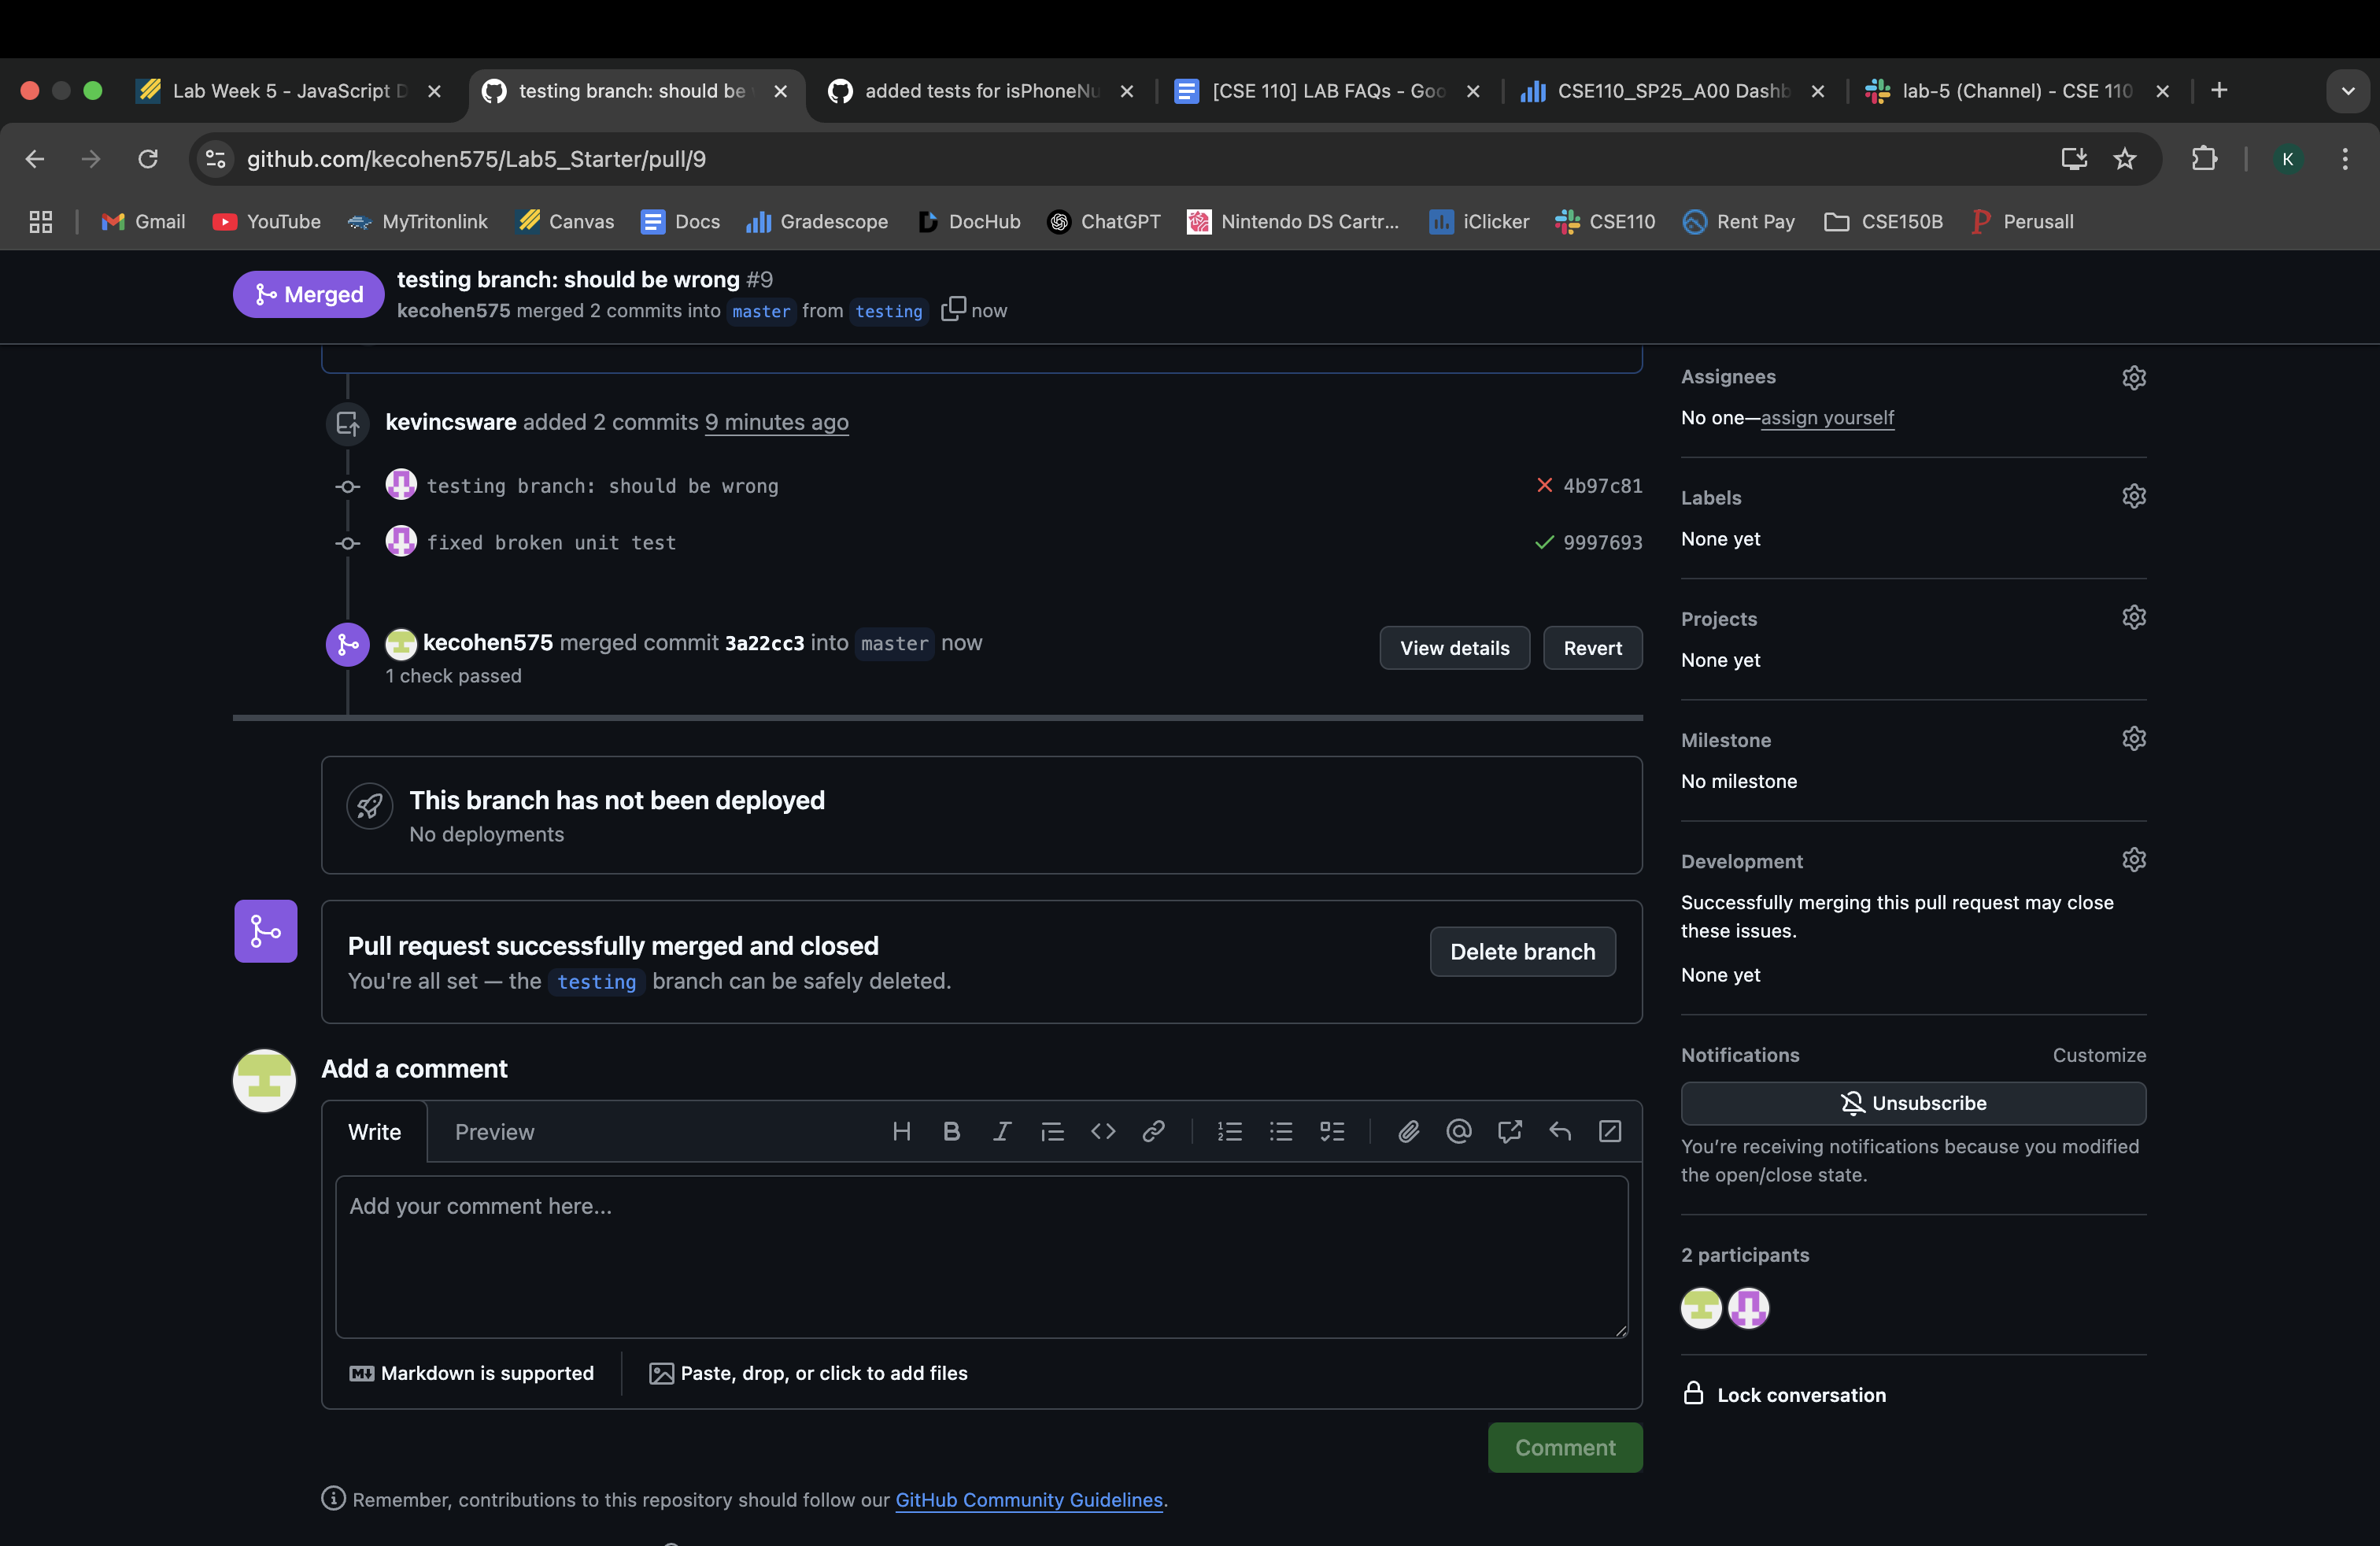 Lab Week 5 - JavaScript D
testing branch: should be
added tests for isPhoneNu
[CSE 110] LAB FAQs - Goo
CSE110_SP25_A00 Dashb
lab-5 (Channel) - CSE 110
github.com/kecohen575/Lab5_Starter/pull/9
K
Gmail
YouTube
MyTritonlink
Canvas
Docs
Gradescope
DocHub
ChatGPT
Nintendo DS Cartr...
iClicker
CSE110
Rent Pay
CSE150B
Perusall
Merged
testing branch: should be wrong #9
kecohen575 merged 2 commits into master from testing now
kevincsware added 2 commits 9 minutes ago
testing branch: should be wrong 4b97c81
fixed broken unit test 9997693
kecohen575 merged commit 3a22cc3 into master now
1 check passed
View details
Revert
This branch has not been deployed
No deployments
Pull request successfully merged and closed
You're all set — the testing branch can be safely deleted.
Delete branch
Add a comment
Write
Preview
Add your comment here...
Markdown is supported
Paste, drop, or click to add files
Comment
Remember, contributions to this repository should follow our GitHub Community Guidelines.
Assignees
No one—assign yourself
Labels
None yet
Projects
None yet
Milestone
No milestone
Development
Successfully merging this pull request may close
these issues.
None yet
Notifications
Customize
Unsubscribe
You're receiving notifications because you modified
the open/close state.
2 participants
Lock conversation